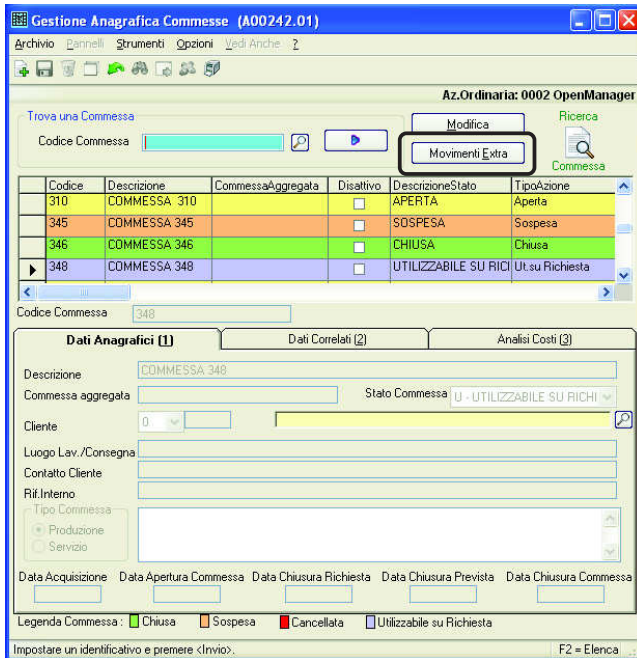 Gestione Anagrafica Commesse (A00242.01)
Archivio Pannelli Strumenti Opzioni Vedi Anche ?
Az.Ordinaria: 0002 OpenManager
Trova una Commessa
Codice Commessa
Modifica
Movimenti Extra
Ricerca
Commessa
Codice Descrizione CommessaAggregata Disattivo DescrizioneStato TipoAzione
310 COMMESSA 310 APERTA Aperta
345 COMMESSA 345 SOSPESA Sospesa
346 COMMESSA 346 CHIUSA Chiusa
348 COMMESSA 348 UTILIZZABILE SU RICI Ut.su Richiesta
Codice Commessa 348
Dati Anagrafici (1) Dati Correlati (2) Analisi Costi (3)
Descrizione COMMESSA 348
Commessa aggregata Stato Commessa U - UTILIZZABILE SU RICHI
Cliente 0
Luogo Lav./Consegna
Contatto Cliente
Rif.Interno
Tipo Commessa
Produzione
Servizio
Data Acquisizione Data Apertura Commessa Data Chiusura Richiesta Data Chiusura Prevista Data Chiusura Commessa
Legenda Commessa : Chiusa Sospesa Cancellata Utilizzabile su Richiesta
Impostare un identificativo e premere <Invio>. F2 = Elenca